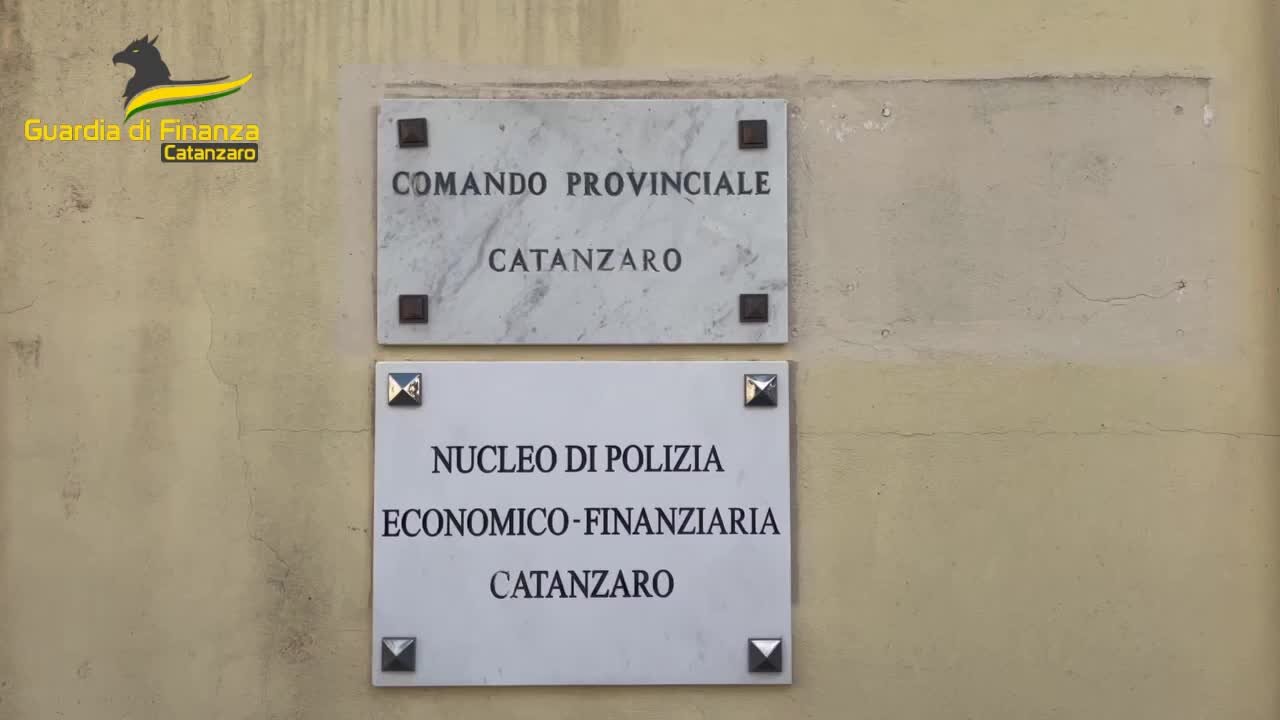 Guardia di Finanza
Catanzaro
COMANDO PROVINCIALE
CATANZARO
NUCLEO DI POLIZIA
ECONOMICO-FINANZIARIA
CATANZARO